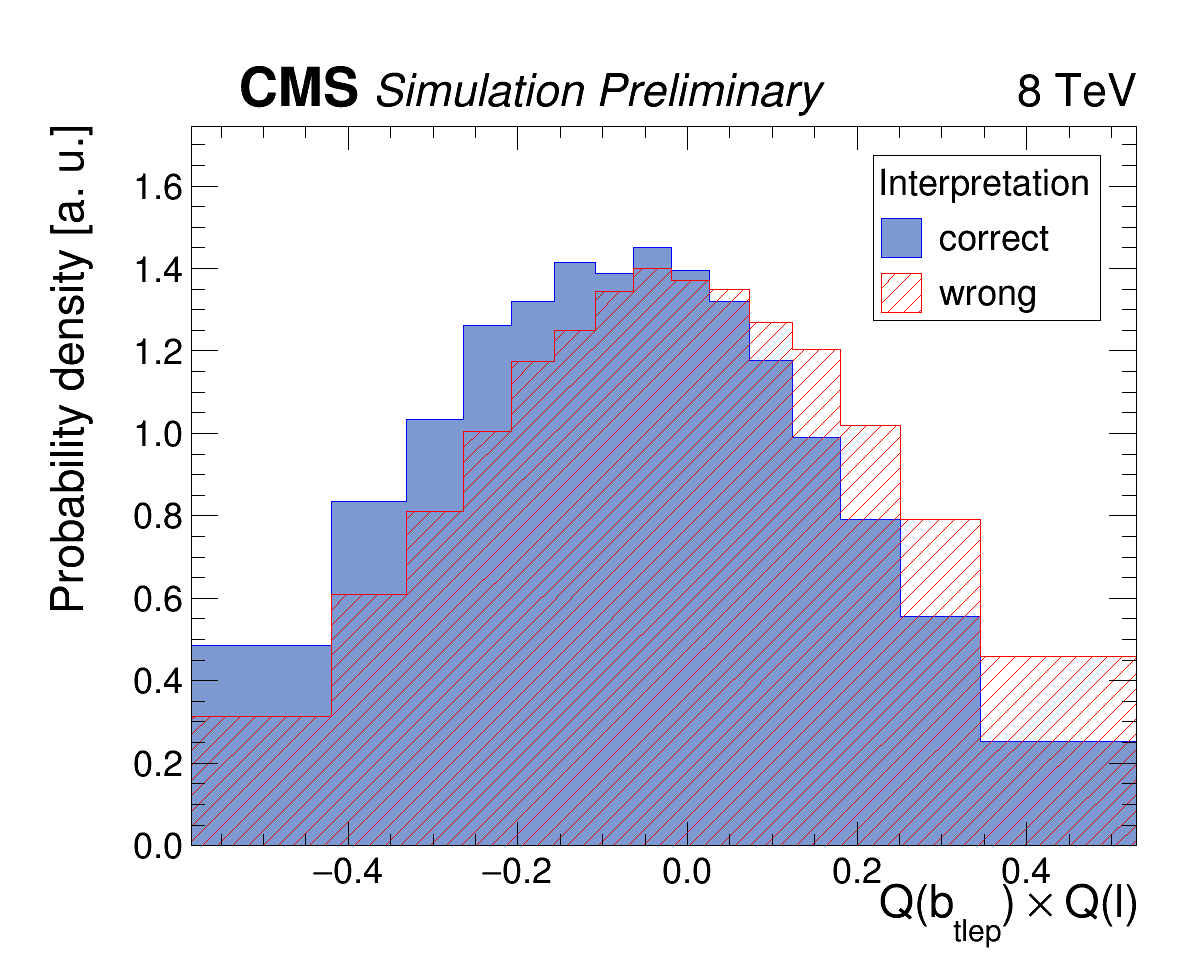 CMS Simulation Preliminary 8 TeV
Probability density [a. u.]
Interpretation
correct
wrong
1.6
1.4
1.2
1.0
0.8
0.6
0.4
0.2
0.0
−0.4 −0.2 0.0 0.2 0.4
Q(b_tlep) × Q(l)